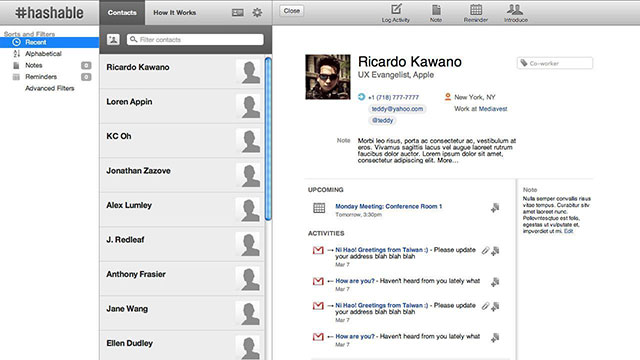 #hashable
Contacts
How It Works
Close
Log Activity
Note
Reminder
Introduce
Sorts and Filters
Recent
Alphabetical
Notes 0
Reminders 0
Advanced Filters
Filter contacts
Ricardo Kawano
Loren Appin
KC Oh
Jonathan Zazove
Alex Lumley
J. Redleaf
Anthony Frasier
Jane Wang
Ellen Dudley
Ricardo Kawano
UX Evangelist, Apple
Co-worker
+1 (718) 777-7777
New York, NY
teddy@yahoo.com
Work at Mediavest
@teddy
Note
Morbi leo risus, porta ac consectetur ac, vestibulum at
eros. Vivamus sagittis lacus vel augue laoreet rutrum
faucibus dolor auctor. Lorem ipsum dolor sit amet,
consectetur adipiscing elit. More...
UPCOMING
Monday Meeting: Conference Room 1
Tomorrow, 3:30pm
ACTIVITIES
Ni Hao! Greetings from Taiwan :) - Please update
your address blah blah blah
Mar 7
How are you? - Haven't heard from you lately what
Mar 7
Ni Hao! Greetings from Taiwan :) - Please update
your address blah blah blah
Mar 7
How are you? - Haven't heard from you lately what
Mar 7
Note
Nulla semper convallis risus
vitae tempus. Curabitur sitv
amet laoreet nunc.
Pellentesque est felis,
egestas ut vulputate et,
imperdiet ut mi. Edit